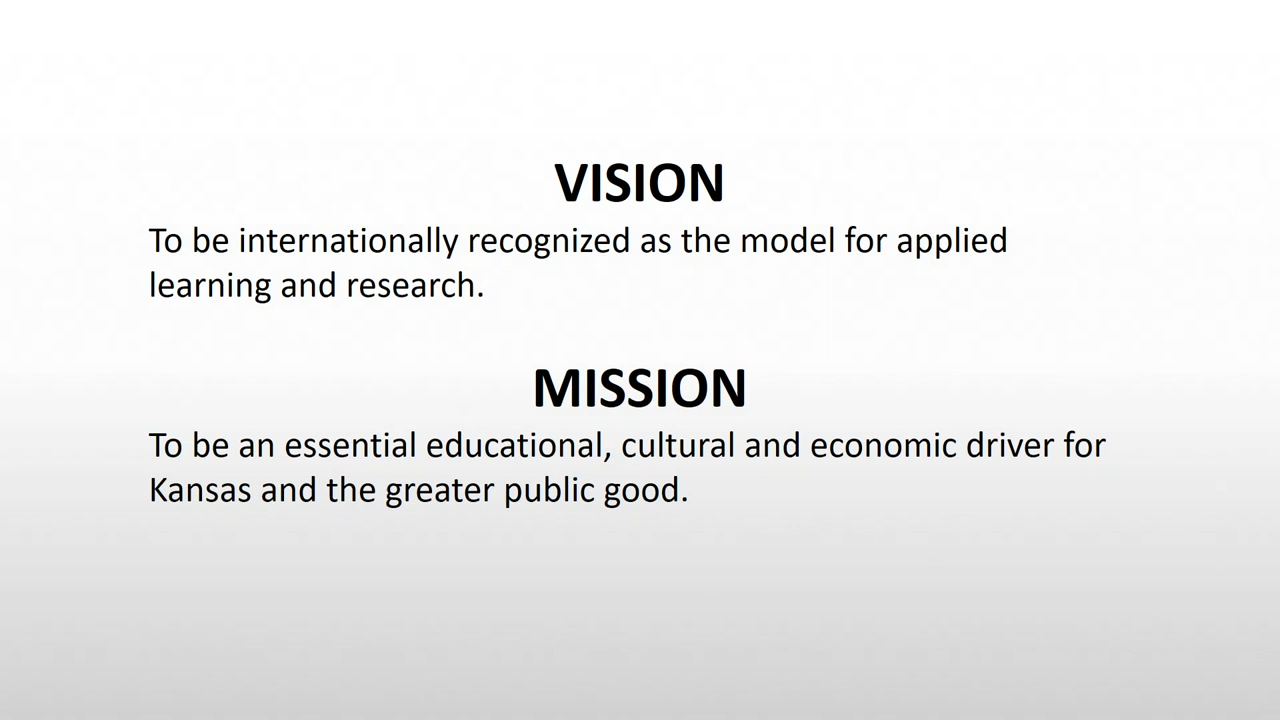 VISION
To be internationally recognized as the model for applied
learning and research.
MISSION
To be an essential educational, cultural and economic driver for
Kansas and the greater public good.